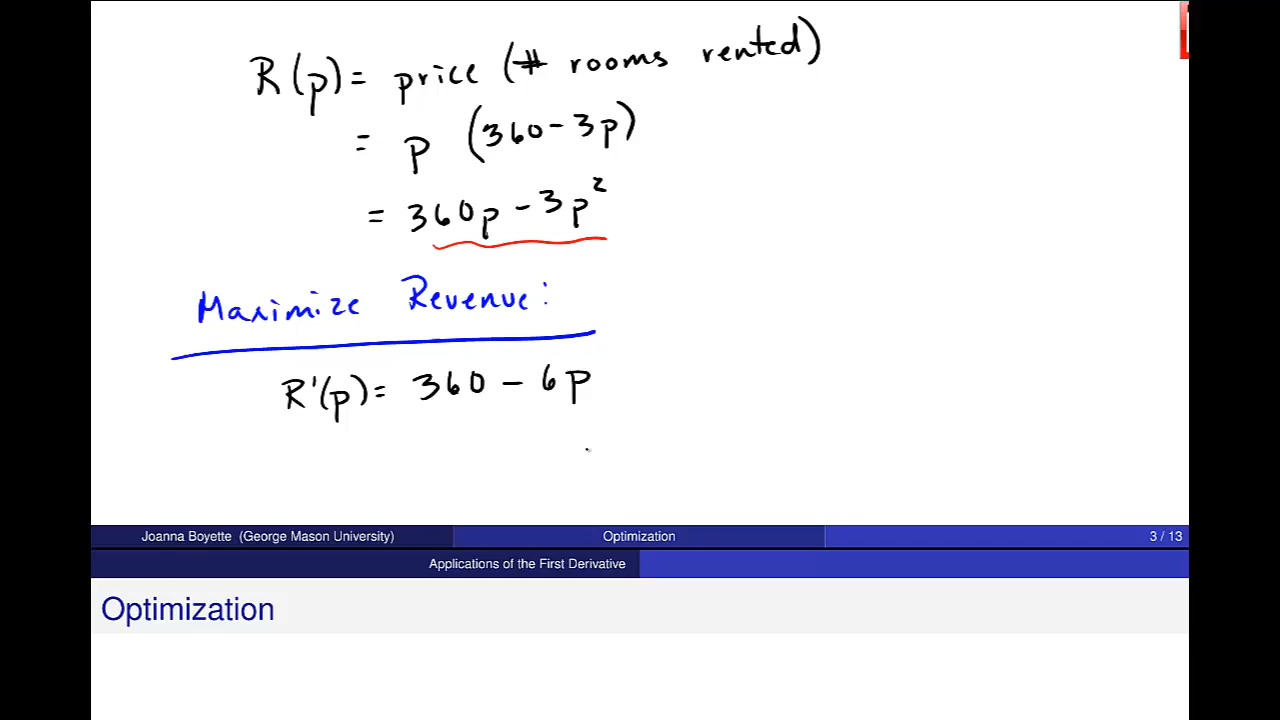 R(p) = price (# rooms rented)
= p (360 - 3p)
= 360p - 3p²
Maximize Revenue:
R'(p) = 360 - 6p
Joanna Boyette (George Mason University) Optimization 3 / 13
Applications of the First Derivative
Optimization